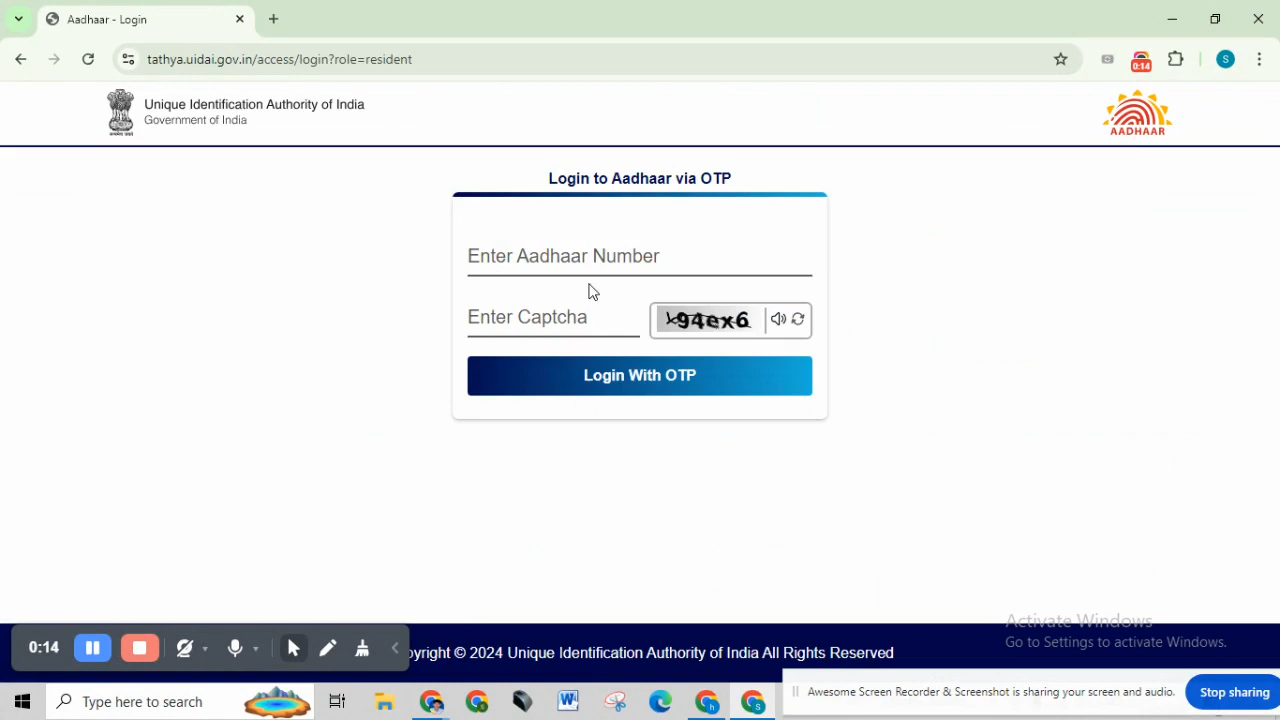 Aadhaar - Login
tathya.uidai.gov.in/access/login?role=resident
0:14
S
Unique Identification Authority of India
Government of India
AADHAAR
Login to Aadhaar via OTP
Enter Aadhaar Number
Enter Captcha
Login With OTP
Activate Windows
Go to Settings to activate Windows.
0:14
opyright © 2024 Unique Identification Authority of India All Rights Reserved
Type here to search
W
h
S
Awesome Screen Recorder & Screenshot is sharing your screen and audio.
Stop sharing